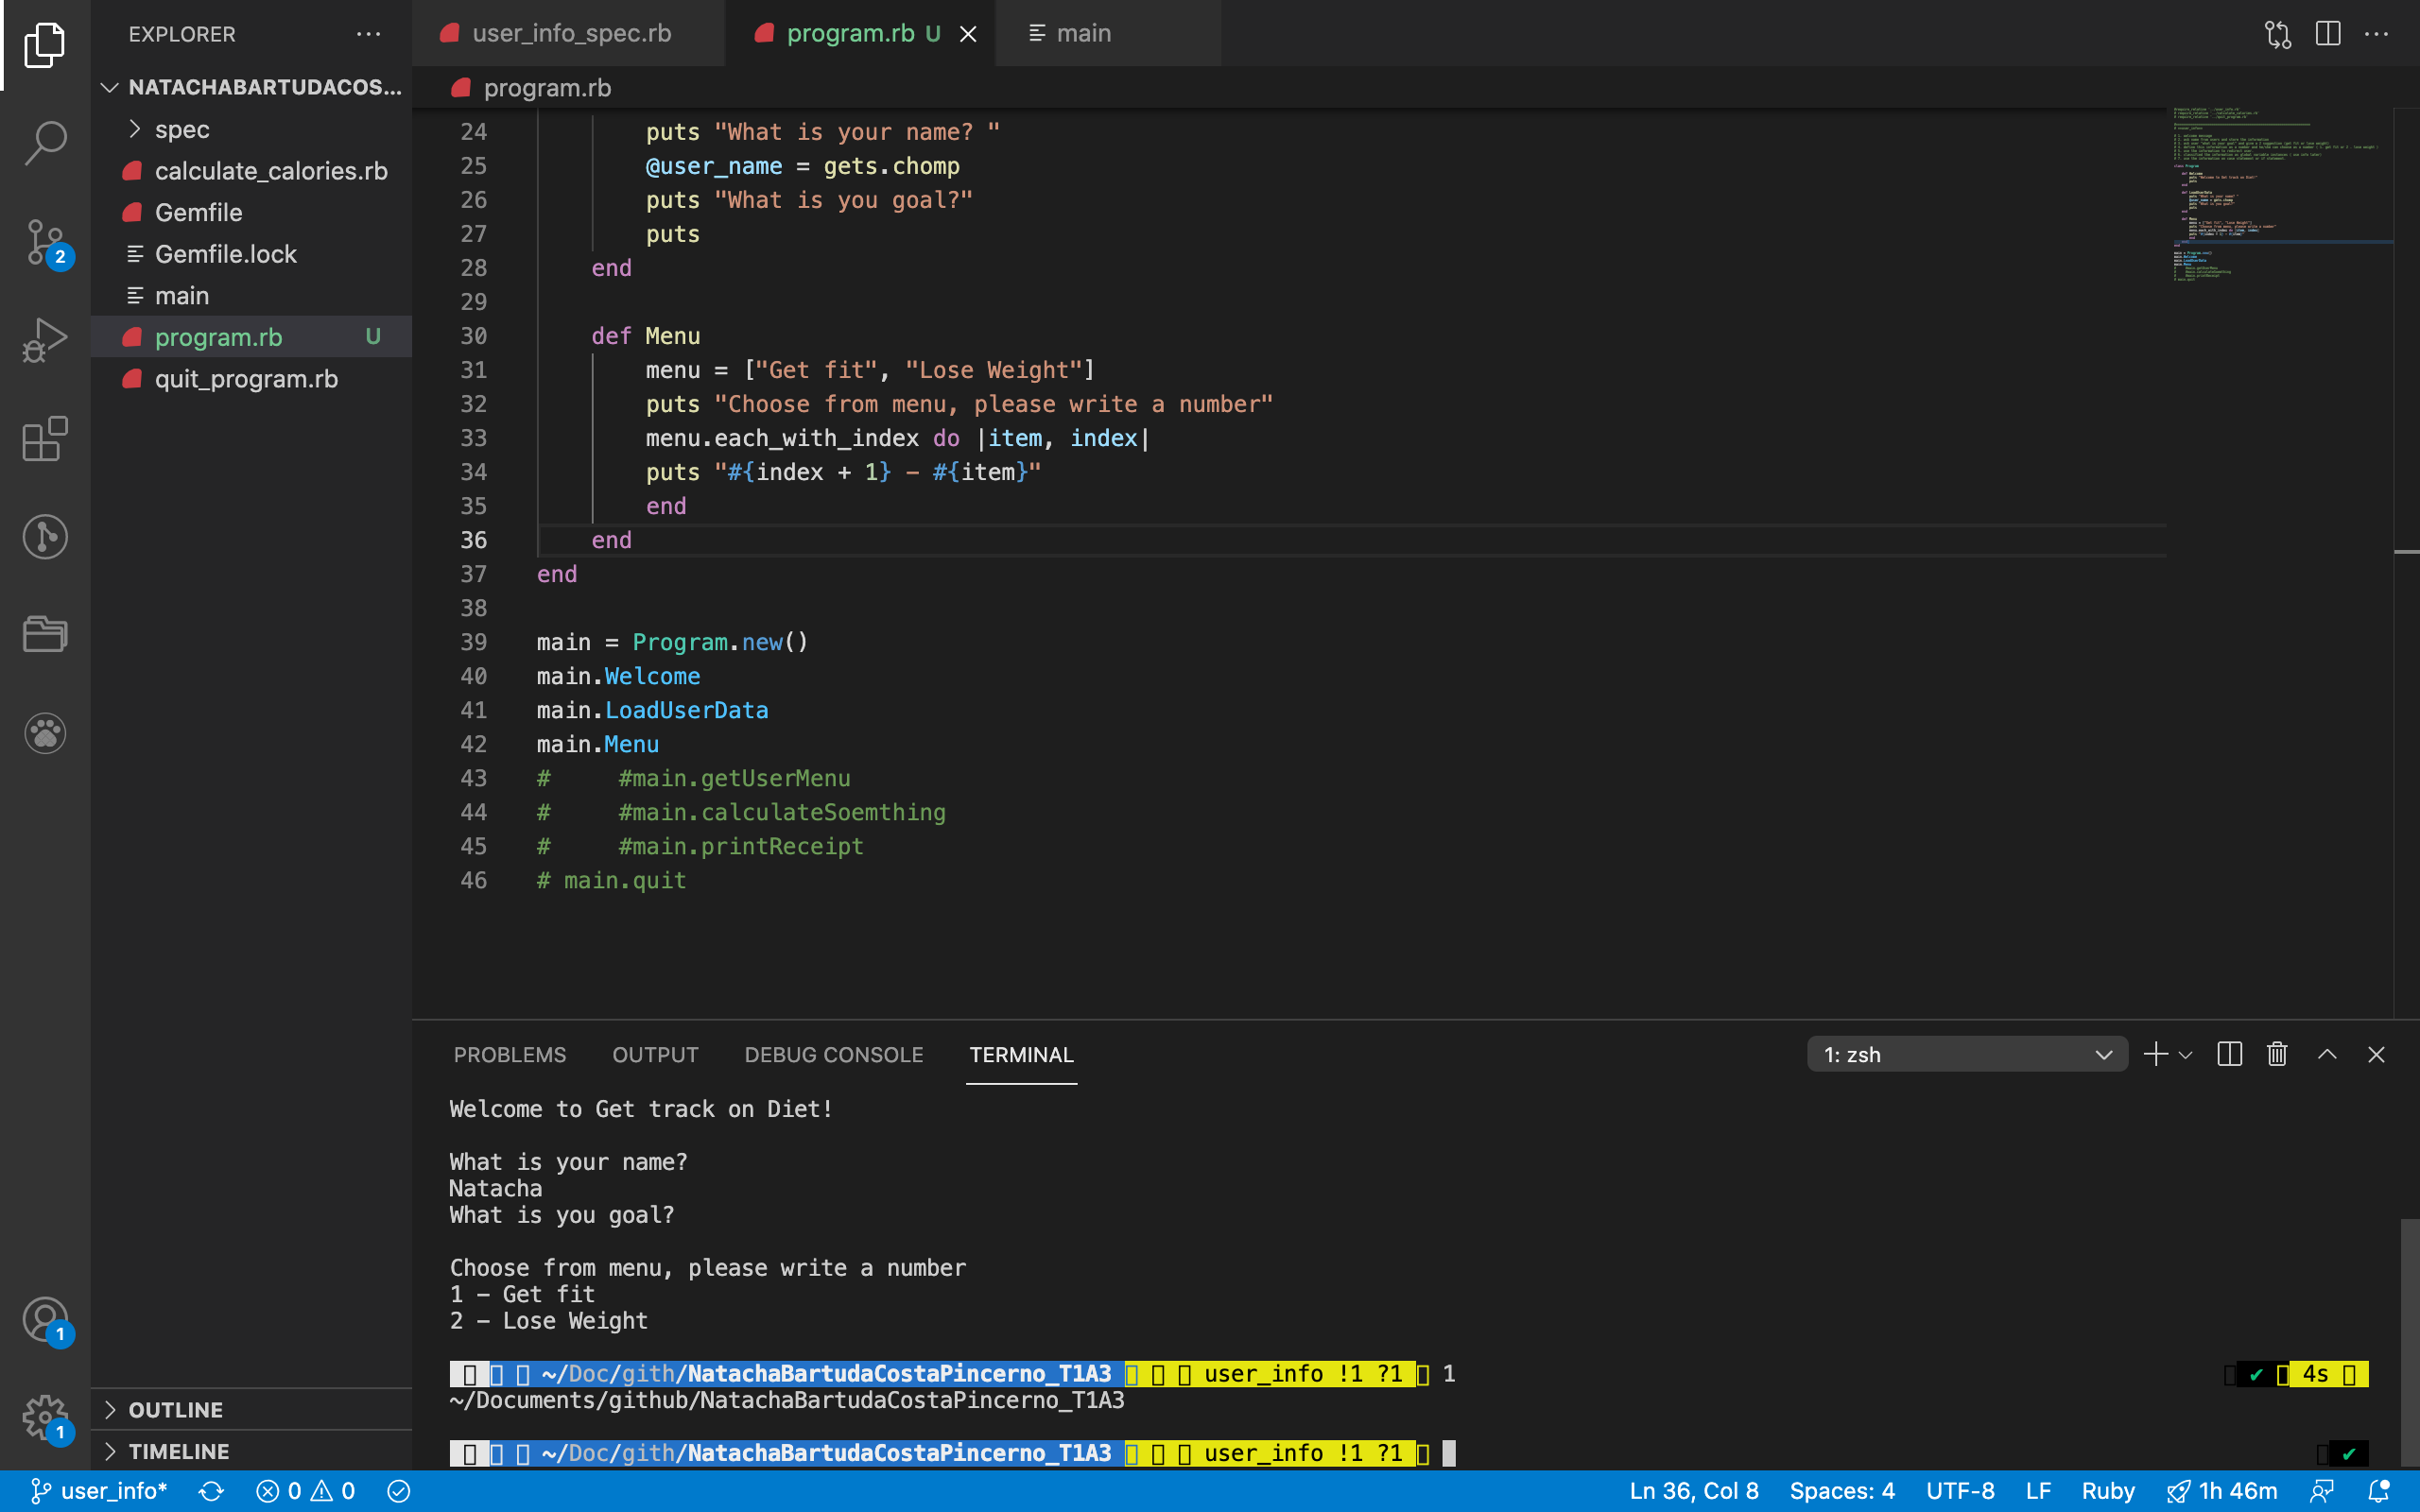 EXPLORER
NATACHABARTUDACOS...
spec
calculate_calories.rb
Gemfile
Gemfile.lock
main
program.rb U
quit_program.rb
OUTLINE
TIMELINE
2
1
1
user_info_spec.rb program.rb U main
program.rb
24 puts "What is your name? "
25 @user_name = gets.chomp
26 puts "What is you goal?"
27 puts
28 end
29
30 def Menu
31 menu = ["Get fit", "Lose Weight"]
32 puts "Choose from menu, please write a number"
33 menu.each_with_index do |item, index|
34 puts "#{index + 1} - #{item}"
35 end
36 end
37 end
38
39 main = Program.new()
40 main.Welcome
41 main.LoadUserData
42 main.Menu
43 # #main.getUserMenu
44 # #main.calculateSoemthing
45 # #main.printReceipt
46 # main.quit
PROBLEMS OUTPUT DEBUG CONSOLE TERMINAL 1: zsh
Welcome to Get track on Diet!
What is your name?
Natacha
What is you goal?
Choose from menu, please write a number
1 - Get fit
2 - Lose Weight
~/Doc/gith/NatachaBartudaCostaPincerno_T1A3 user_info !1 ?1 1 ✔ 4s
~/Documents/github/NatachaBartudaCostaPincerno_T1A3
~/Doc/gith/NatachaBartudaCostaPincerno_T1A3 user_info !1 ?1 ✔
user_info* 0 0 Ln 36, Col 8 Spaces: 4 UTF-8 LF Ruby 1h 46m